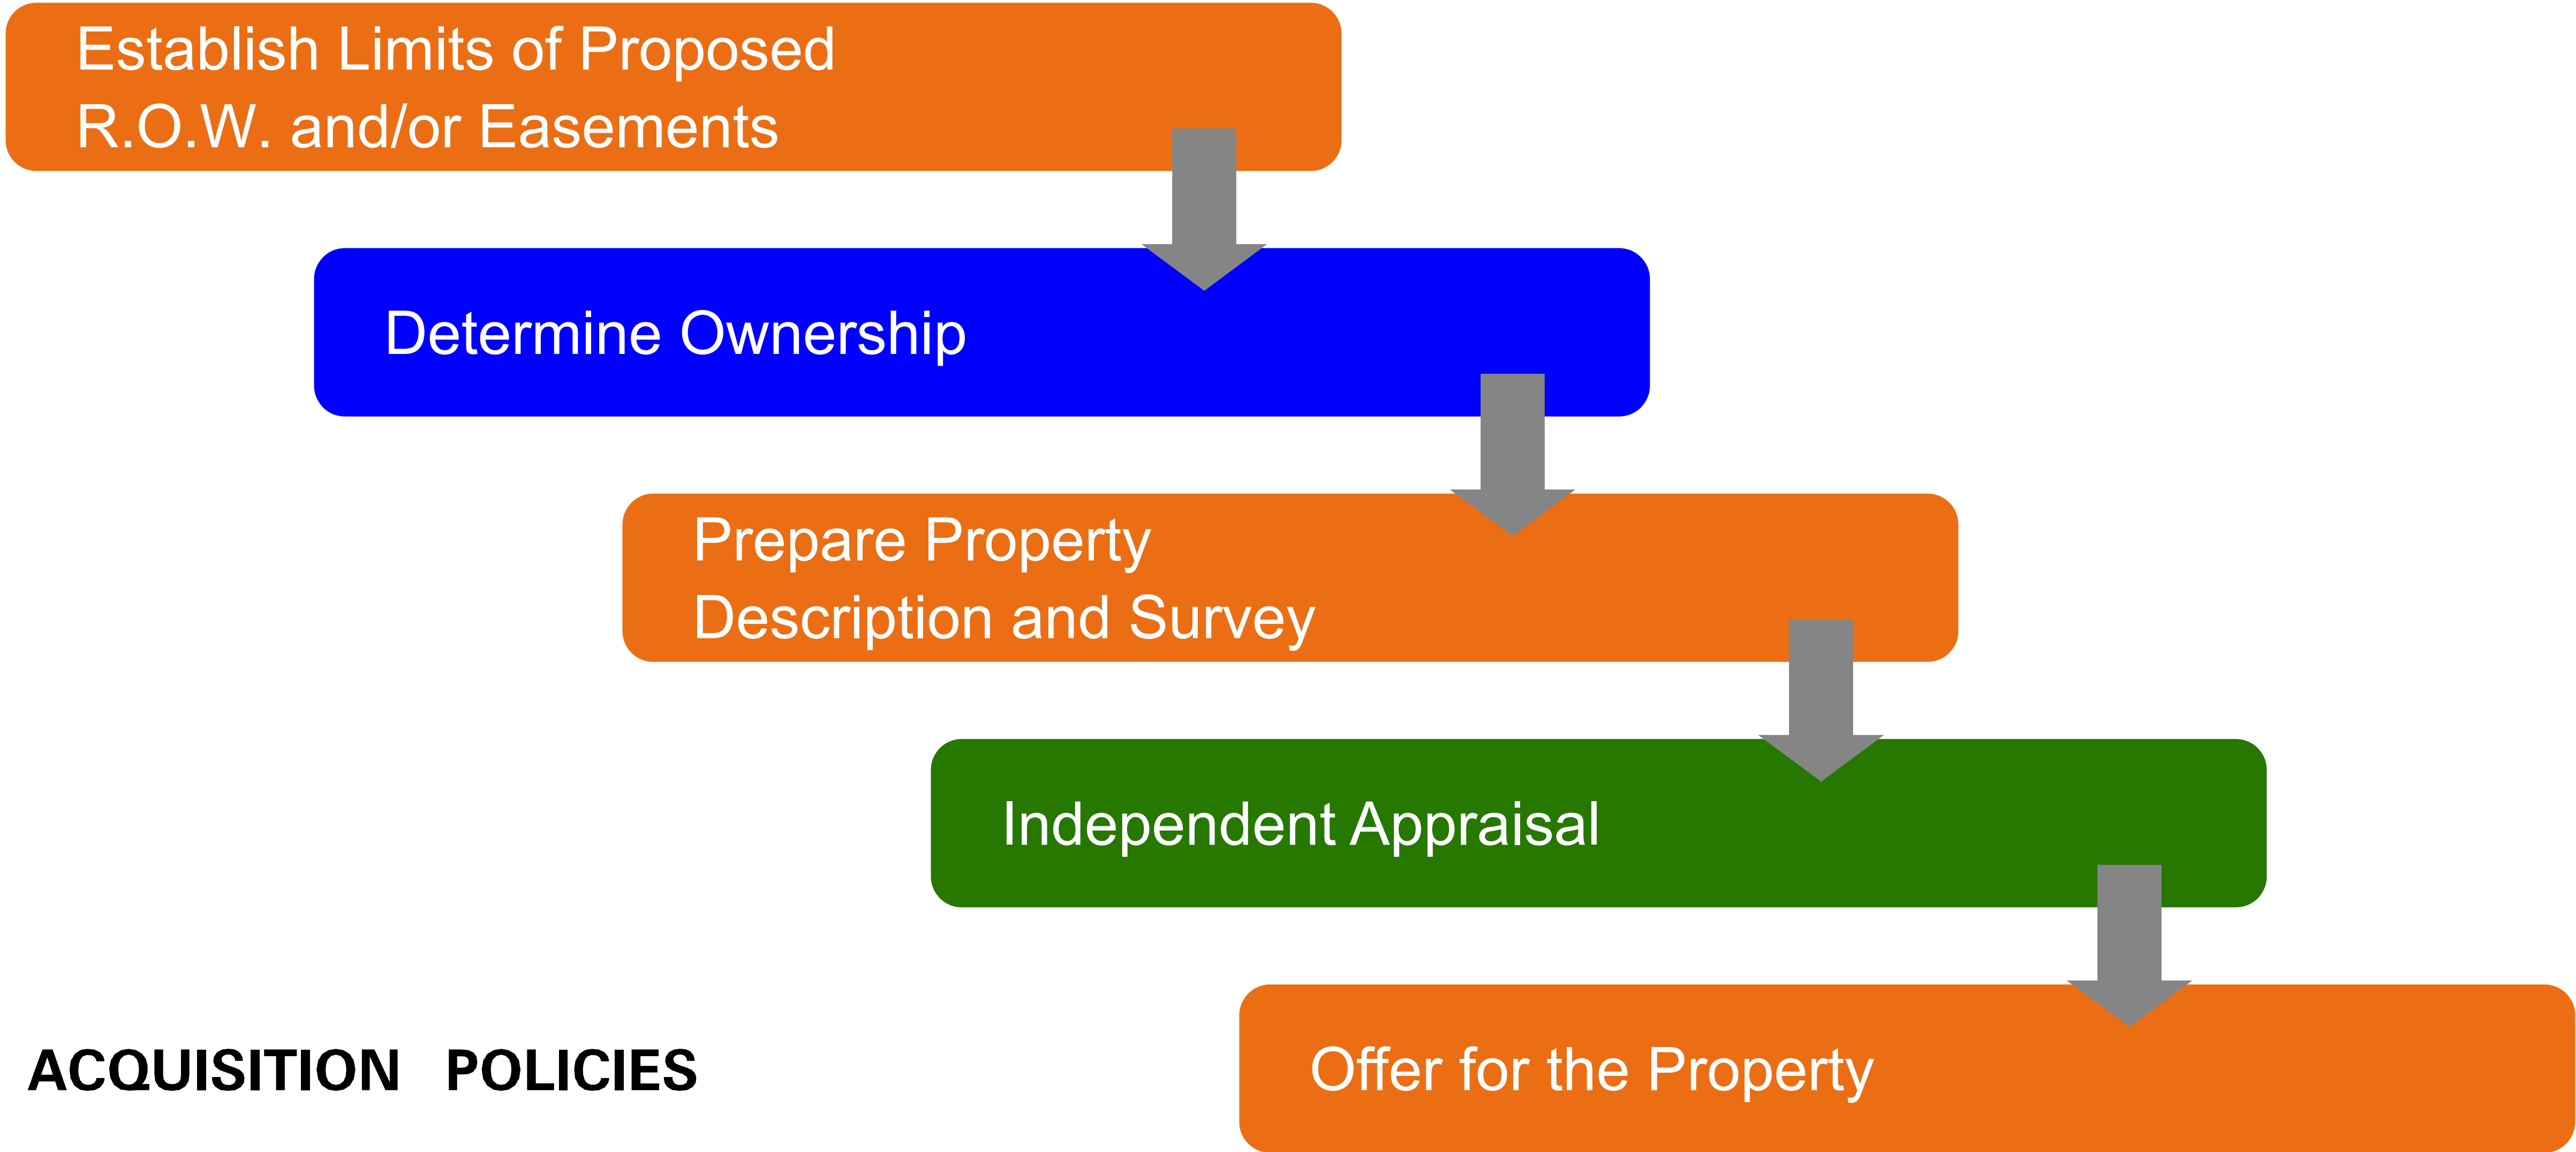 Establish Limits of Proposed
R.O.W. and/or Easements
Determine Ownership
Prepare Property
Description and Survey
Independent Appraisal
Offer for the Property
ACQUISITION POLICIES